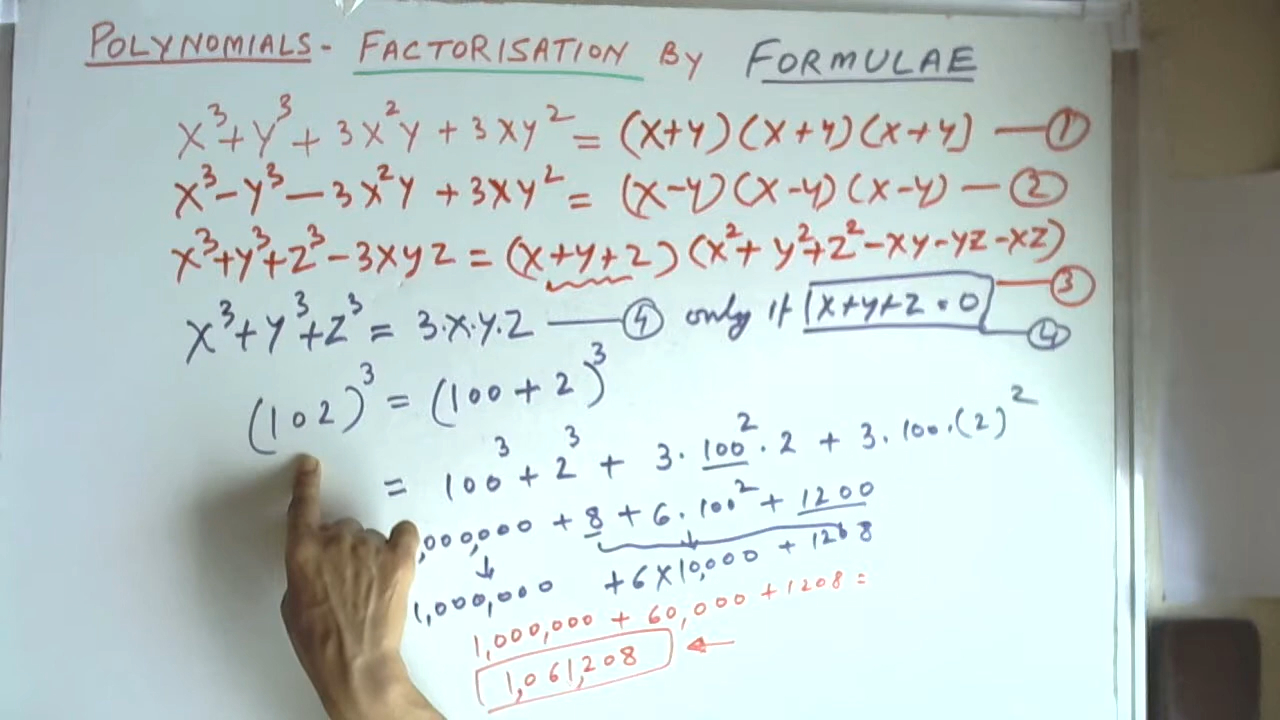 POLYNOMIALS - FACTORISATION BY FORMULAE
x³ + y³ + 3x²y + 3xy² = (x+y)(x+y)(x+y) — ①
x³ - y³ - 3x²y + 3xy² = (x-y)(x-y)(x-y) — ②
x³+y³+z³-3xyz = (x+y+z)(x²+y²+z²-xy-yz-xz)
— ③
x³+y³+z³ = 3.x.y.z — ④ only if x+y+z = 0
— ④
(102)³ = (100 + 2)³
= 100³ + 2³ + 3.100².2 + 3.100.(2)²
,000,000 + 8 + 6.100² + 1200
1,000,000 + 6×10,000 + 1208
1,000,000 + 60,000 + 1208 =
1,061,208 ←